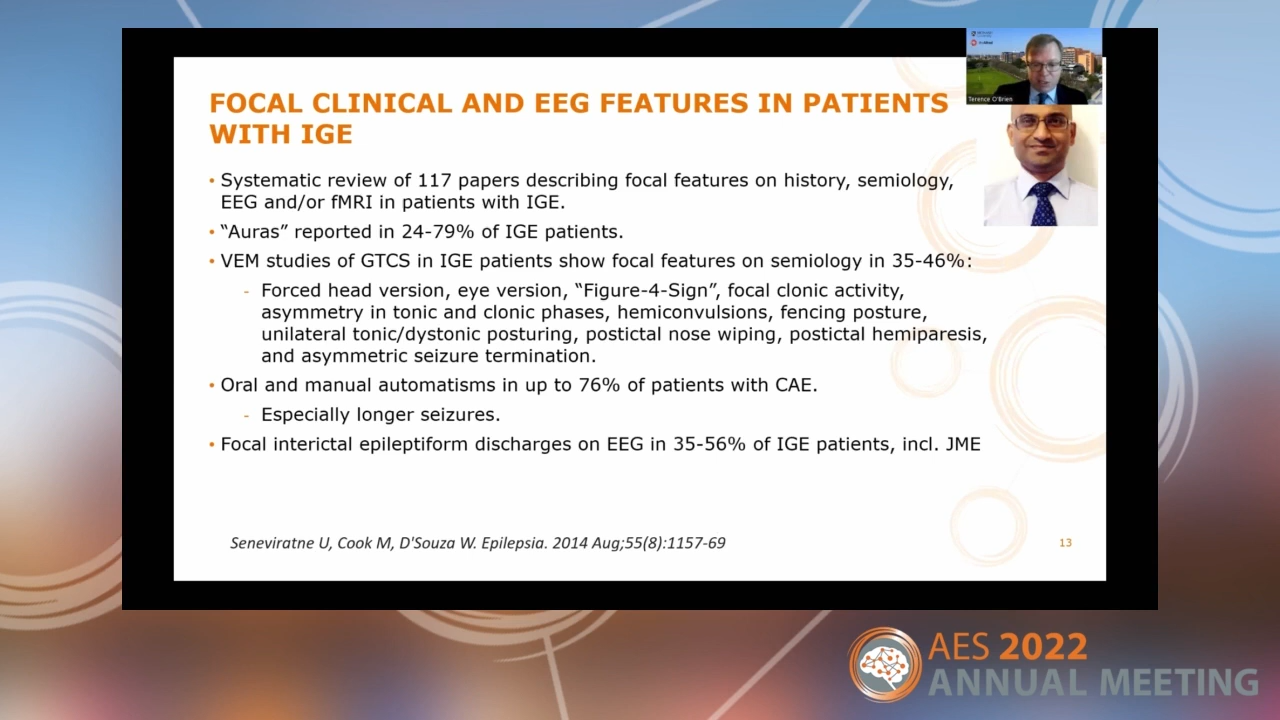 FOCAL CLINICAL AND EEG FEATURES IN PATIENTS
WITH IGE
• Systematic review of 117 papers describing focal features on history, semiology,
EEG and/or fMRI in patients with IGE.
• “Auras” reported in 24-79% of IGE patients.
• VEM studies of GTCS in IGE patients show focal features on semiology in 35-46%:
- Forced head version, eye version, “Figure-4-Sign”, focal clonic activity,
asymmetry in tonic and clonic phases, hemiconvulsions, fencing posture,
unilateral tonic/dystonic posturing, postictal nose wiping, postictal hemiparesis,
and asymmetric seizure termination.
• Oral and manual automatisms in up to 76% of patients with CAE.
- Especially longer seizures.
• Focal interictal epileptiform discharges on EEG in 35-56% of IGE patients, incl. JME
Seneviratne U, Cook M, D'Souza W. Epilepsia. 2014 Aug;55(8):1157-69
13
Terence O'Brien
AES 2022
ANNUAL MEETING